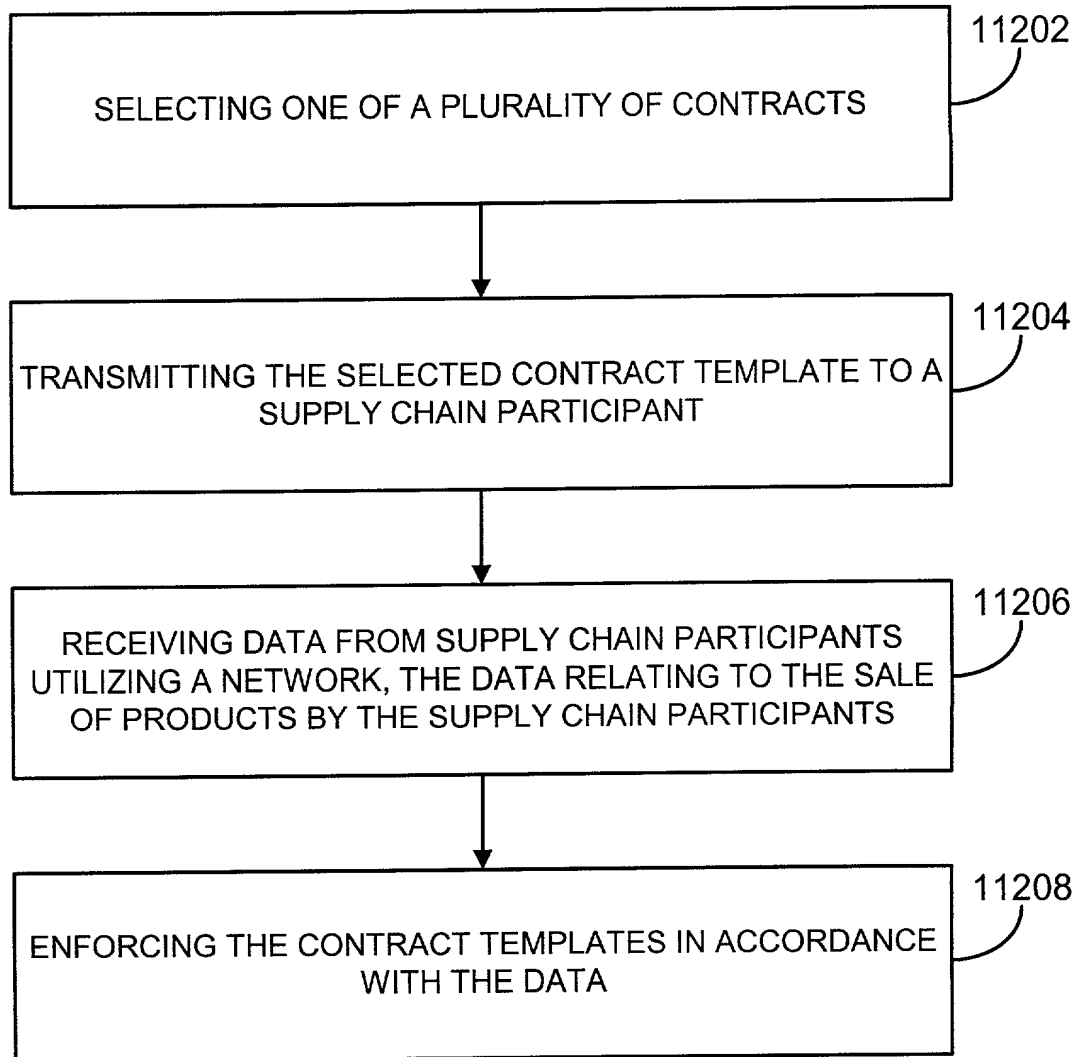 11202
SELECTING ONE OF A PLURALITY OF CONTRACTS
11204
TRANSMITTING THE SELECTED CONTRACT TEMPLATE TO A
SUPPLY CHAIN PARTICIPANT
11206
RECEIVING DATA FROM SUPPLY CHAIN PARTICIPANTS
UTILIZING A NETWORK, THE DATA RELATING TO THE SALE
OF PRODUCTS BY THE SUPPLY CHAIN PARTICIPANTS
11208
ENFORCING THE CONTRACT TEMPLATES IN ACCORDANCE
WITH THE DATA